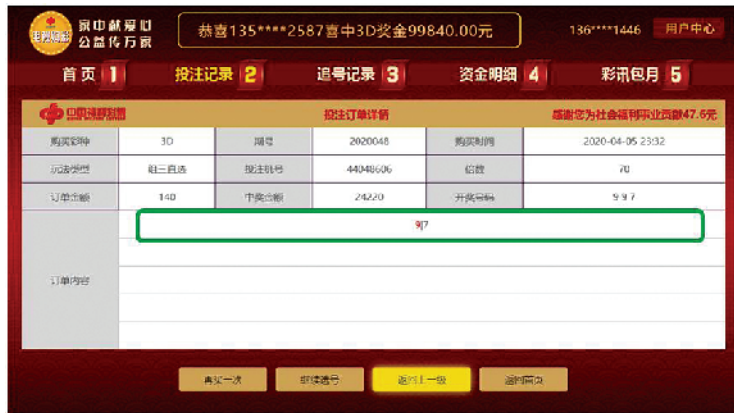 家中献爱心
公益传万家
恭喜135****2587喜中3D奖金99840.00元
136****1446 用户中心
首页 1 投注记录 2 追号记录 3 资金明细 4 彩讯包月 5
投注订单详情 感谢您为社会福利事业贡献47.6元
购买彩种 3D 期号 2020048 购买时间 2020-04-05 23:32
玩法类型 组三直选 投注机号 44048606 倍数 70
订单金额 140 中奖金额 24220 开奖号码 9 9 7
9|7
订单内容
再买一次 继续选号 返回上一级 返回首页